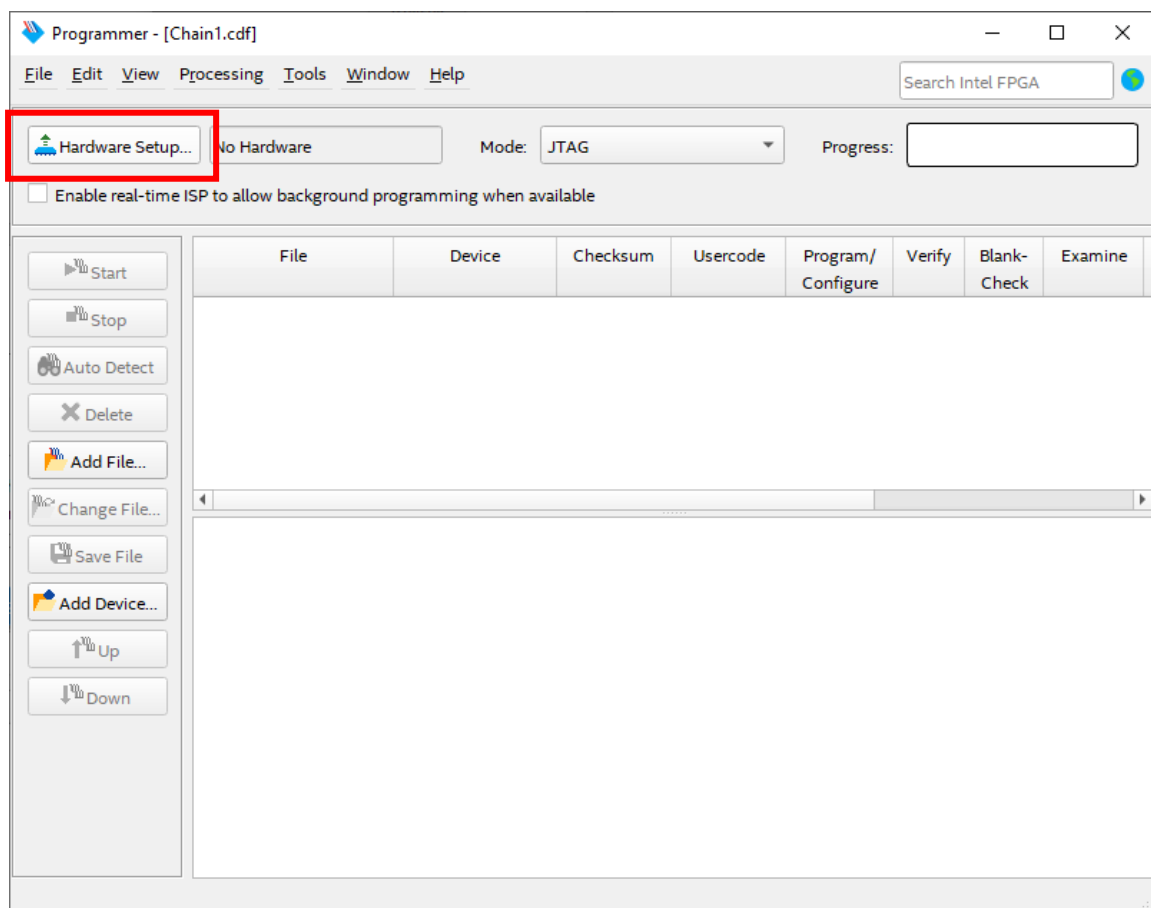 Programmer - [Chain1.cdf]
File Edit View Processing Tools Window Help
Search Intel FPGA
Hardware Setup... No Hardware Mode: JTAG Progress:
Enable real-time ISP to allow background programming when available
File Device Checksum Usercode Program/ Verify Blank- Examine
Configure Check
Start
Stop
Auto Detect
Delete
Add File...
Change File...
Save File
Add Device...
Up
Down